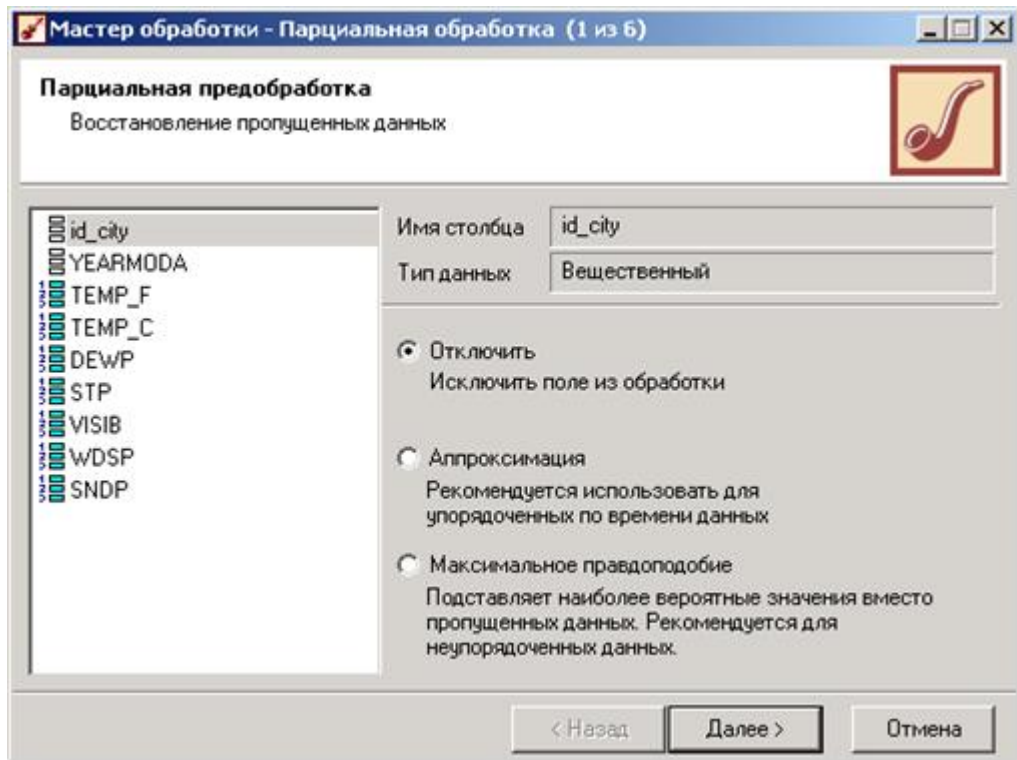 Мастер обработки - Парциальная обработка (1 из 6)
Парциальная предобработка
Восстановление пропущенных данных
id_city
YEARMODA
TEMP_F
TEMP_C
DEWP
STP
VISIB
WDSP
SNDP
Имя столбца id_city
Тип данных Вещественный
Отключить
Исключить поле из обработки
Аппроксимация
Рекомендуется использовать для
упорядоченных по времени данных
Максимальное правдоподобие
Подставляет наиболее вероятные значения вместо
пропущенных данных. Рекомендуется для
неупорядоченных данных.
< Назад Далее > Отмена